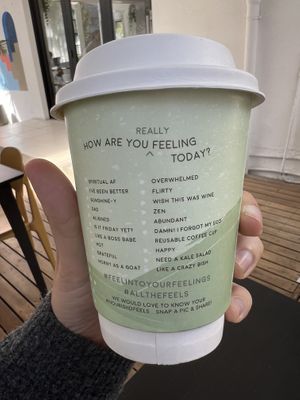 REALLY
HOW ARE YOU ^ FEELING
TODAY?
SPIRITUAL AF
I'VE BEEN BETTER
SUNSHINE-Y
SAD
ALIGNED
IS IT FRIDAY YET?
LIKE A BOSS BABE
HOT
GRATEFUL
HORNY AS A GOAT
OVERWHELMED
FLIRTY
WISH THIS WAS WINE
ZEN
ABUNDANT
DAMN! I FORGOT MY ECO
REUSABLE COFFEE CUP
HAPPY
NEED A KALE SALAD
LIKE A CRAZY BISH
#FEELINTOYOURFEELINGS
#ALLTHEFEELS
WE WOULD LOVE TO KNOW YOUR
SNAP A PIC & SHARE!